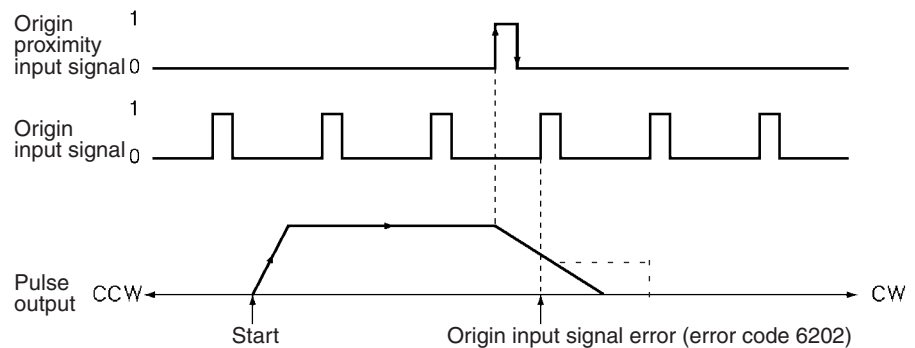 Origin
proximity
input signal
1
0
Origin
input signal
1
0
Pulse
output
CCW
CW
Start
Origin input signal error (error code 6202)